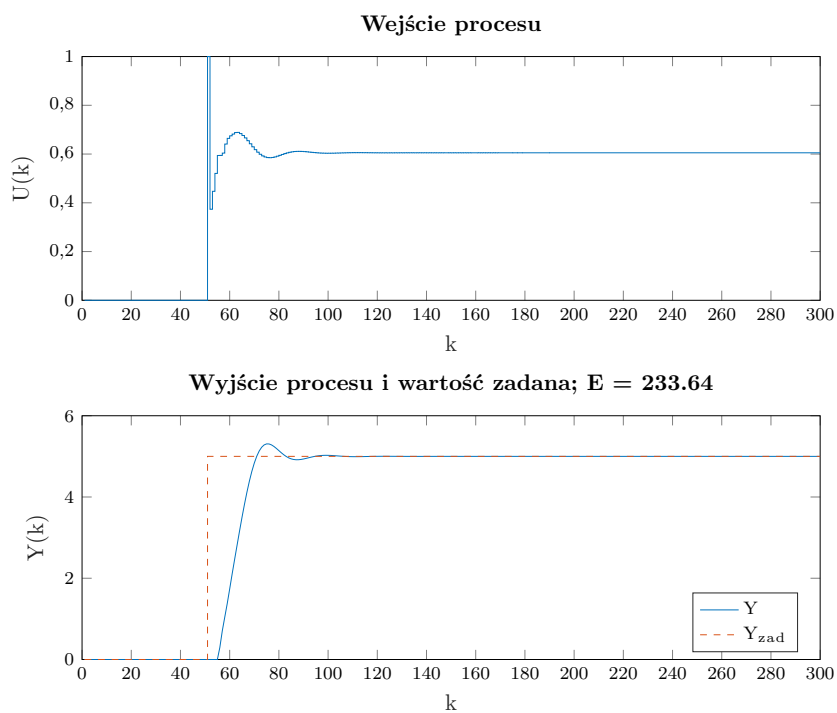 Wejście procesu
1
0,8
0,6
0,4
0,2
0
U(k)
0 20 40 60 80 100 120 140 160 180 200 220 240 260 280 300
k
Wyjście procesu i wartość zadana; E = 233.64
6
4
2
0
Y(k)
Y
Yzad
0 20 40 60 80 100 120 140 160 180 200 220 240 260 280 300
k